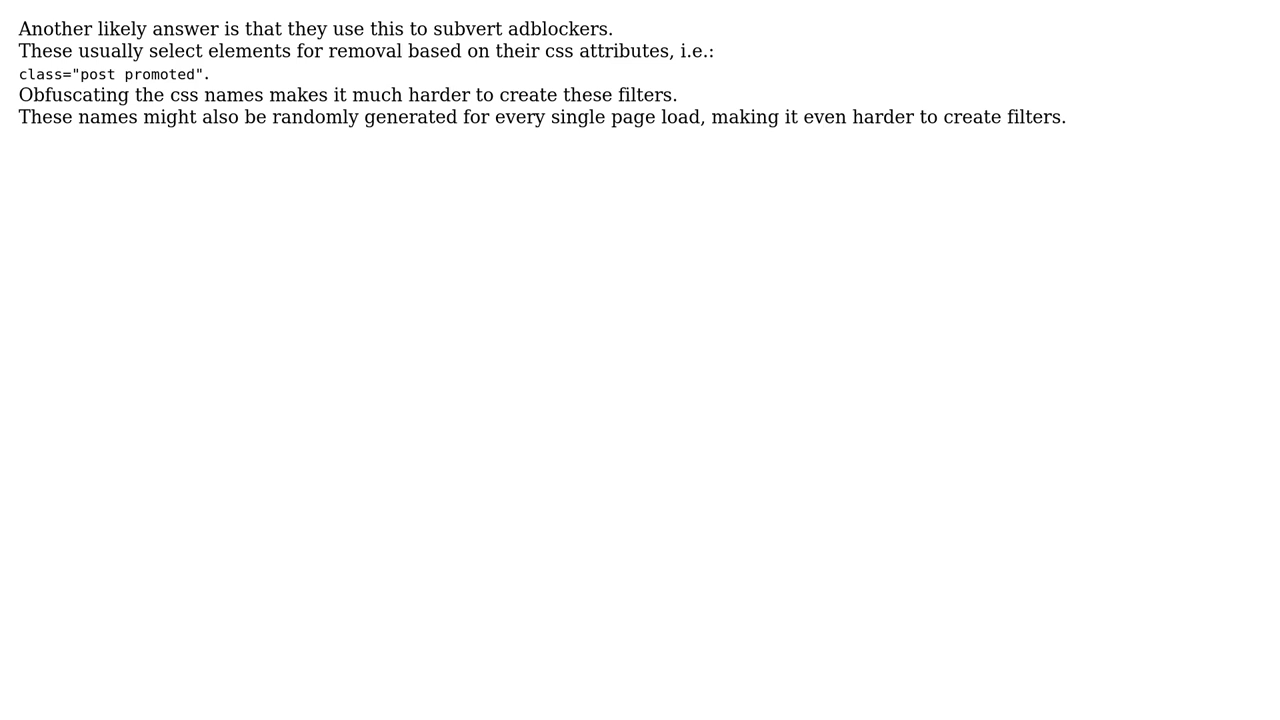 Another likely answer is that they use this to subvert adblockers.
These usually select elements for removal based on their css attributes, i.e.:
class="post promoted".
Obfuscating the css names makes it much harder to create these filters.
These names might also be randomly generated for every single page load, making it even harder to create filters.